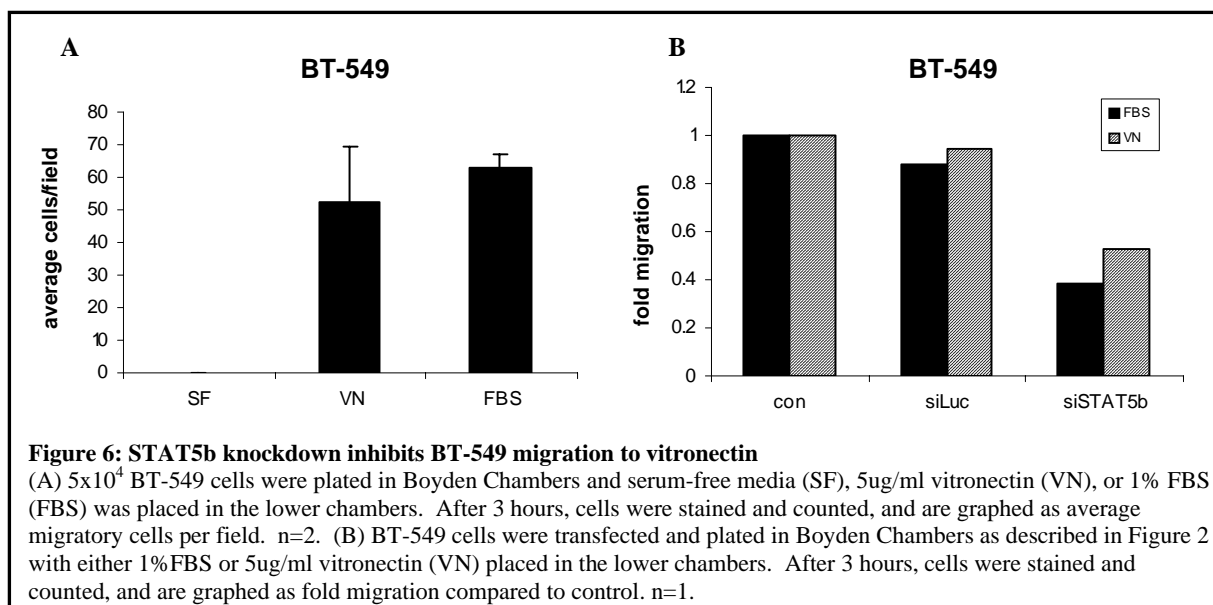 A
BT-549
80
70
60
50
40
30
20
10
0
average cells/field
SF VN FBS
B
BT-549
1.2
1
0.8
0.6
0.4
0.2
0
fold migration
FBS
VN
con siLuc siSTAT5b
Figure 6: STAT5b knockdown inhibits BT-549 migration to vitronectin
(A) 5x10⁴ BT-549 cells were plated in Boyden Chambers and serum-free media (SF), 5ug/ml vitronectin (VN), or 1% FBS
(FBS) was placed in the lower chambers. After 3 hours, cells were stained and counted, and are graphed as average
migratory cells per field. n=2. (B) BT-549 cells were transfected and plated in Boyden Chambers as described in Figure 2
with either 1%FBS or 5ug/ml vitronectin (VN) placed in the lower chambers. After 3 hours, cells were stained and
counted, and are graphed as fold migration compared to control. n=1.